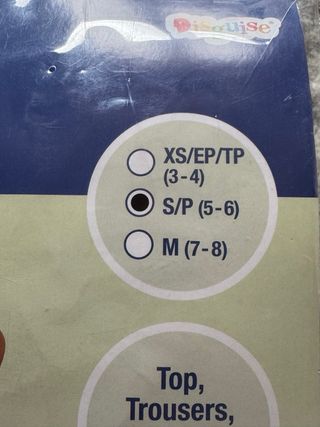 Disguise
XS/EP/TP
(3-4)
S/P (5-6)
M (7-8)
Top,
Trousers,